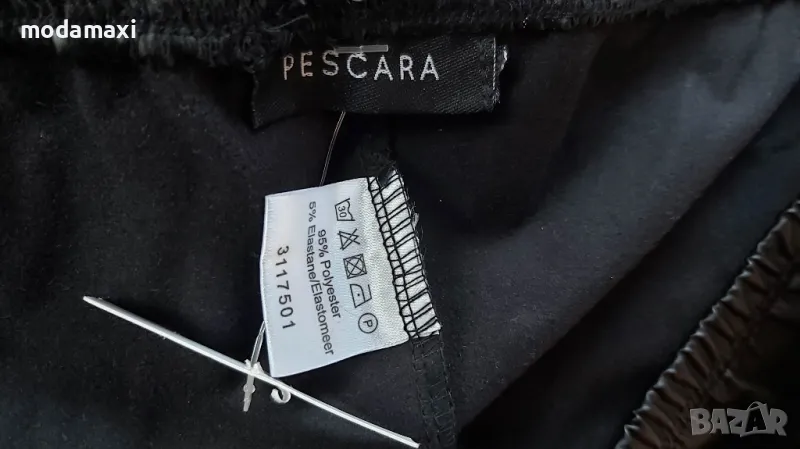 modamaxi
PESCARA
30
P
95% Polyester
5% Elastane/Elastomeer
3117501
BAZAR